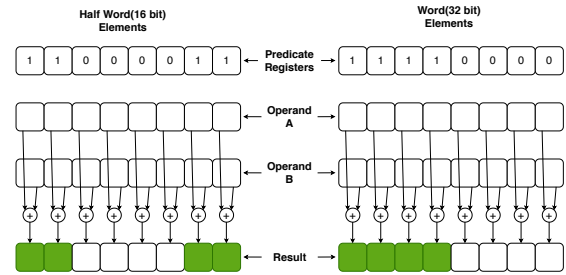 Half Word(16 bit)
Elements
Word(32 bit)
Elements
1 1 0 0 0 0 1 1
Predicate
Registers
1 1 1 1 0 0 0 0
Operand
A
Operand
B
+ + + + + + + +
+ + + + + + + +
Result